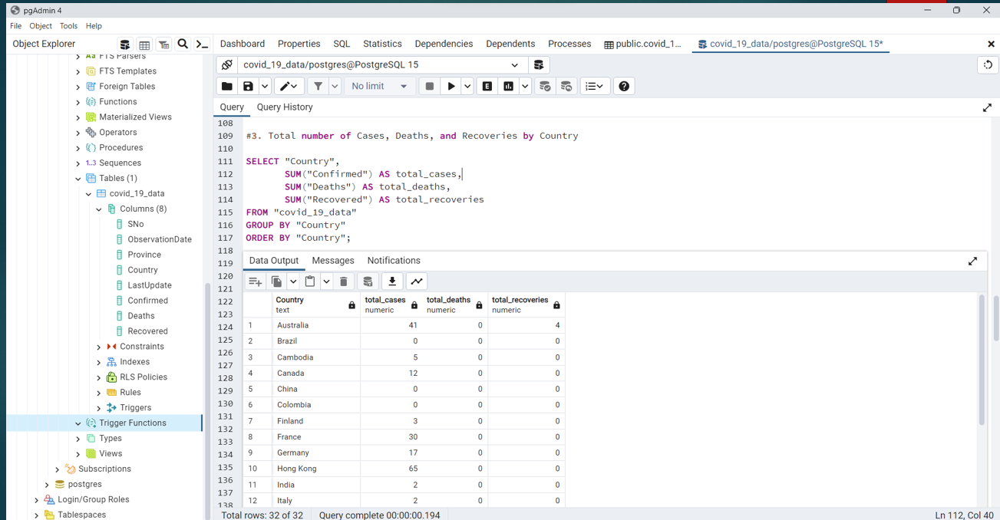 pgAdmin 4
File Object Tools Help
Object Explorer
Dashboard Properties SQL Statistics Dependencies Dependents Processes public.covid_1... covid_19_data/postgres@PostgreSQL 15*
FTS Parsers
FTS Templates
Foreign Tables
Functions
Materialized Views
Operators
Procedures
1..3 Sequences
Tables (1)
covid_19_data
Columns (8)
SNo
ObservationDate
Province
Country
LastUpdate
Confirmed
Deaths
Recovered
Constraints
Indexes
RLS Policies
Rules
Triggers
Trigger Functions
Types
Views
Subscriptions
postgres
Login/Group Roles
Tablespaces
covid_19_data/postgres@PostgreSQL 15
No limit E
Query Query History
108
109 #3. Total number of Cases, Deaths, and Recoveries by Country
110
111 SELECT "Country",
112 SUM("Confirmed") AS total_cases,
113 SUM("Deaths") AS total_deaths,
114 SUM("Recovered") AS total_recoveries
115 FROM "covid_19_data"
116 GROUP BY "Country"
117 ORDER BY "Country";
118
119
120
121
122
123
124
125
126
127
128
129
130
131
132
133
134
135
136
137
138
Data Output Messages Notifications
Country total_cases total_deaths total_recoveries
text numeric numeric numeric
1 Australia 41 0 4
2 Brazil 0 0 0
3 Cambodia 5 0 0
4 Canada 12 0 0
5 China 0 0 0
6 Colombia 0 0 0
7 Finland 3 0 0
8 France 30 0 0
9 Germany 17 0 0
10 Hong Kong 65 0 0
11 India 2 0 0
12 Italy 2 0 0
Total rows: 32 of 32 Query complete 00:00:00.194 Ln 112, Col 40